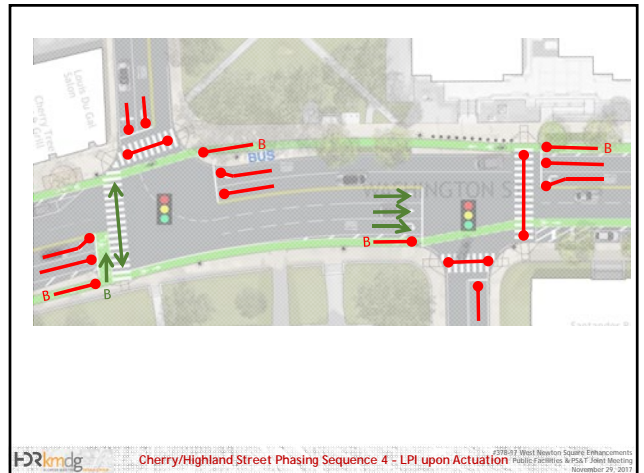 Louis Du Gal
Salon
Cherry Tree
& Grill
B
BUS
B
WASHINGTON S
B
B
B
HDR kmdg
Cherry/Highland Street Phasing Sequence 4 - LPI upon Actuation
#378-17 West Newton Square Enhancements
Public Facilities & PS&T Joint Meeting
November 29, 2017